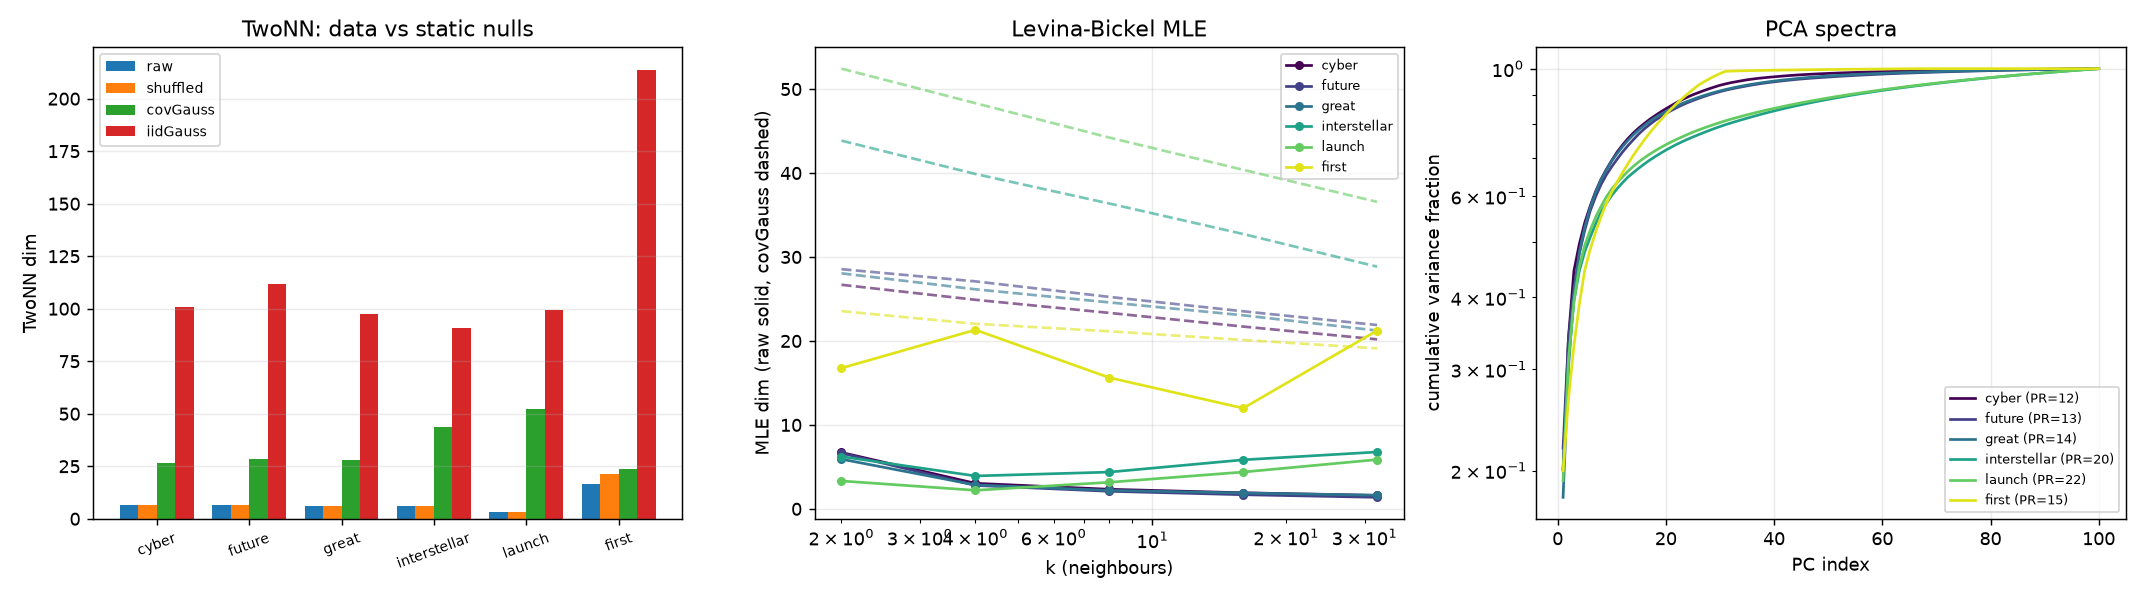 TwoNN: data vs static nulls
TwoNN dim
200
175
150
125
100
75
50
25
0
raw
shuffled
covGauss
iidGauss
cyber
future
great
interstellar
launch
first
Levina-Bickel MLE
MLE dim (raw solid, covGauss dashed)
50
40
30
20
10
0
cyber
future
great
interstellar
launch
first
2 × 10⁰ 3 × 10⁰ 4 × 10⁰ 6 × 10⁰ 10¹ 2 × 10¹ 3 × 10¹
k (neighbours)
PCA spectra
cumulative variance fraction
10⁰
6 × 10⁻¹
4 × 10⁻¹
3 × 10⁻¹
2 × 10⁻¹
cyber (PR=12)
future (PR=13)
great (PR=14)
interstellar (PR=20)
launch (PR=22)
first (PR=15)
0 20 40 60 80 100
PC index